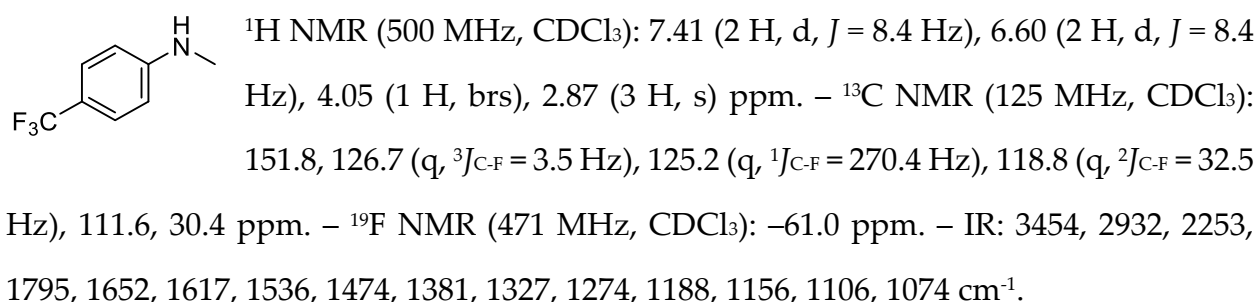 H
N
F₃C
¹H NMR (500 MHz, CDCl₃): 7.41 (2 H, d, J = 8.4 Hz), 6.60 (2 H, d, J = 8.4
Hz), 4.05 (1 H, brs), 2.87 (3 H, s) ppm. – ¹³C NMR (125 MHz, CDCl₃):
151.8, 126.7 (q, ³JC-F = 3.5 Hz), 125.2 (q, ¹JC-F = 270.4 Hz), 118.8 (q, ²JC-F = 32.5
Hz), 111.6, 30.4 ppm. – ¹⁹F NMR (471 MHz, CDCl₃): –61.0 ppm. – IR: 3454, 2932, 2253,
1795, 1652, 1617, 1536, 1474, 1381, 1327, 1274, 1188, 1156, 1106, 1074 cm⁻¹.